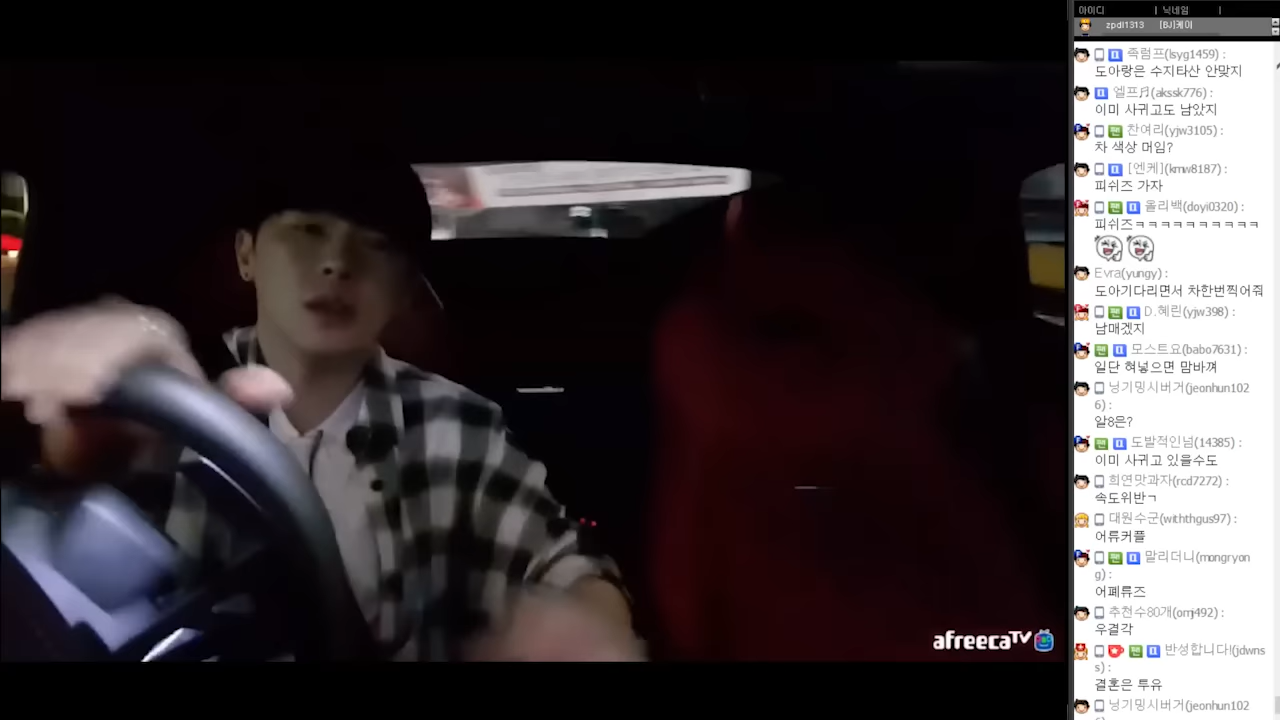 아이디 | 닉네임 |
zpdl1313 [BJ]케이
족럼프(lsyg1459) :
도아랑은 수지타산 안맞지
엘프♬(akssk776) :
이미 사귀고도 남았지
찬여리(yjw3105) :
차 색상 머임?
[엔케](kmw8187) :
피쉬즈 가자
올리백(doyi0320) :
피쉬즈ㅋㅋㅋㅋㅋㅋㅋㅋㅋㅋ
Evra(yungy) :
도아기다리면서 차한번찍어줘
D.혜린(yjw398) :
남매겠지
모스트요(babo7631) :
일단 혀넣으면 맘바껴
닝기밍시버거(jeonhun102
6) :
알8은?
도발적인넘(14385) :
이미 사귀고 있을수도
희연맛과자(rcd7272) :
속도위반ㄱ
대원수군(withthgus97) :
어류커플
말리더니(mongryon
g) :
어폐류즈
추천수80개(omj492) :
우결각
반성합니다!(jdwns
s) :
결혼은 투유
닝기밍시버거(jeonhun102
afreecaTV